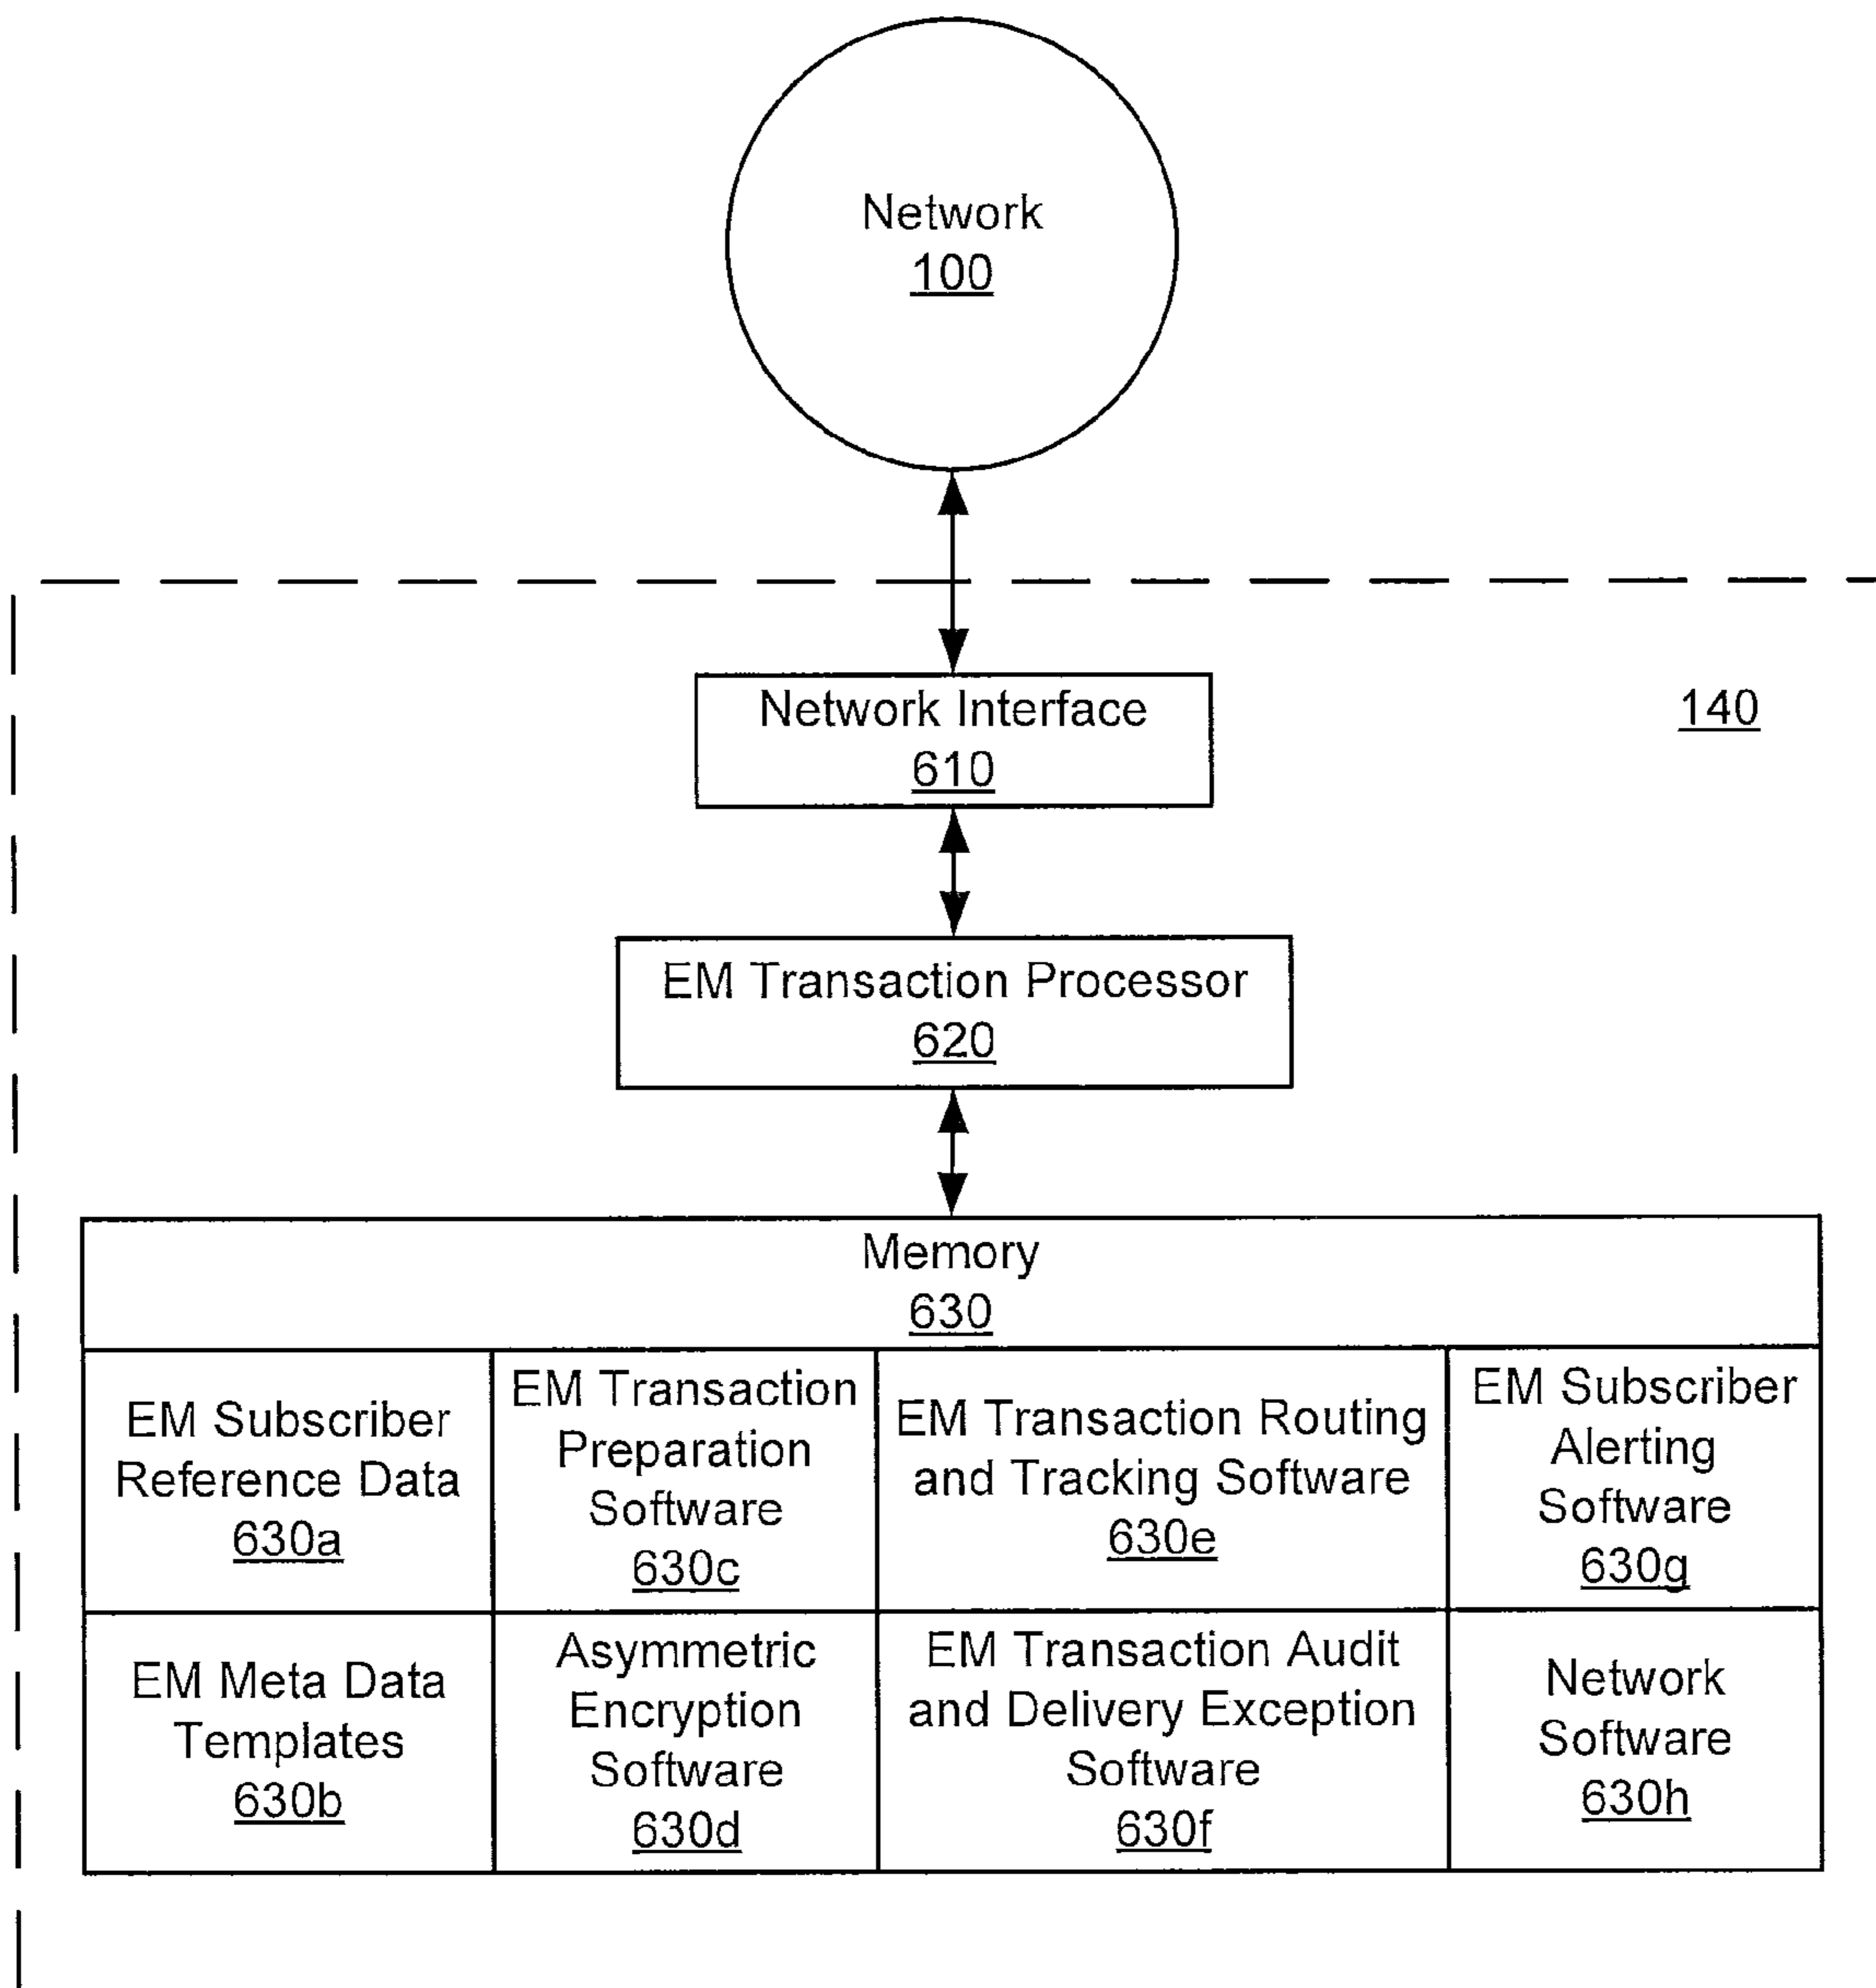 Network
100
140
Network Interface
610
EM Transaction Processor
620
Memory
630
EM Subscriber
Reference Data
630a
EM Transaction
Preparation
Software
630c
EM Transaction Routing
and Tracking Software
630e
EM Subscriber
Alerting
Software
630g
EM Meta Data
Templates
630b
Asymmetric
Encryption
Software
630d
EM Transaction Audit
and Delivery Exception
Software
630f
Network
Software
630h